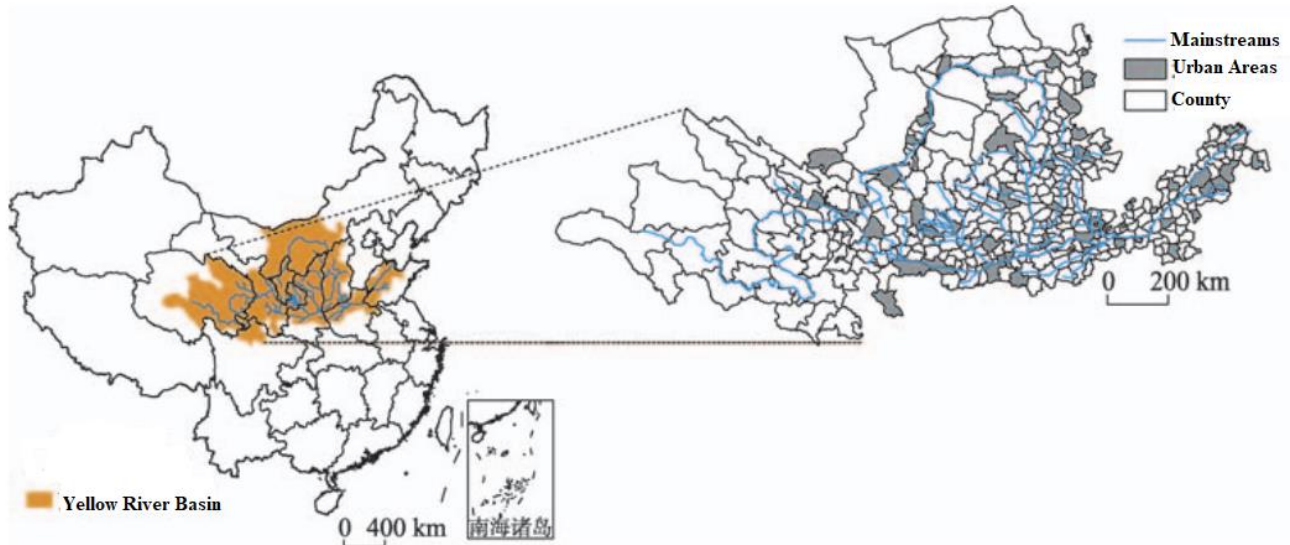 Mainstreams
Urban Areas
County
0 200 km
Yellow River Basin
0 400 km
南海诸岛